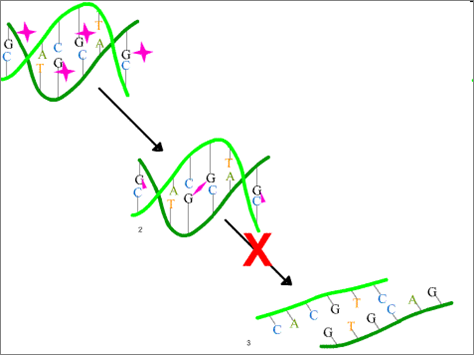 G A C G T G
C T G C A C
G A C G T G
C T G C A C
2
X
C A C G T C
G T G C A G
3